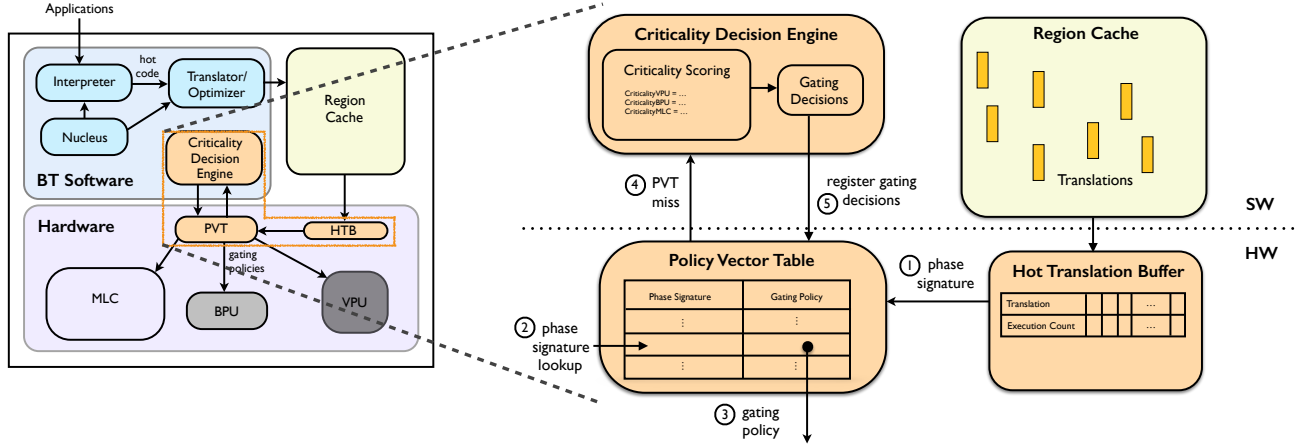 Applications
hot
code
Interpreter
Translator/
Optimizer
Nucleus
Region
Cache
Criticality
Decision
Engine
BT Software
Hardware
PVT
HTB
gating
policies
MLC
BPU
VPU
Criticality Decision Engine
Criticality Scoring
CriticalityVPU = ...
CriticalityBPU = ...
CriticalityMLC = ...
Gating
Decisions
Region Cache
Translations
4 PVT
miss
5 register gating
decisions
SW
HW
Policy Vector Table
Phase Signature Gating Policy
⋮ ⋮
⋮ ⋮
1 phase
signature
2 phase
signature
lookup
3 gating
policy
Hot Translation Buffer
Translation ...
Execution Count ...